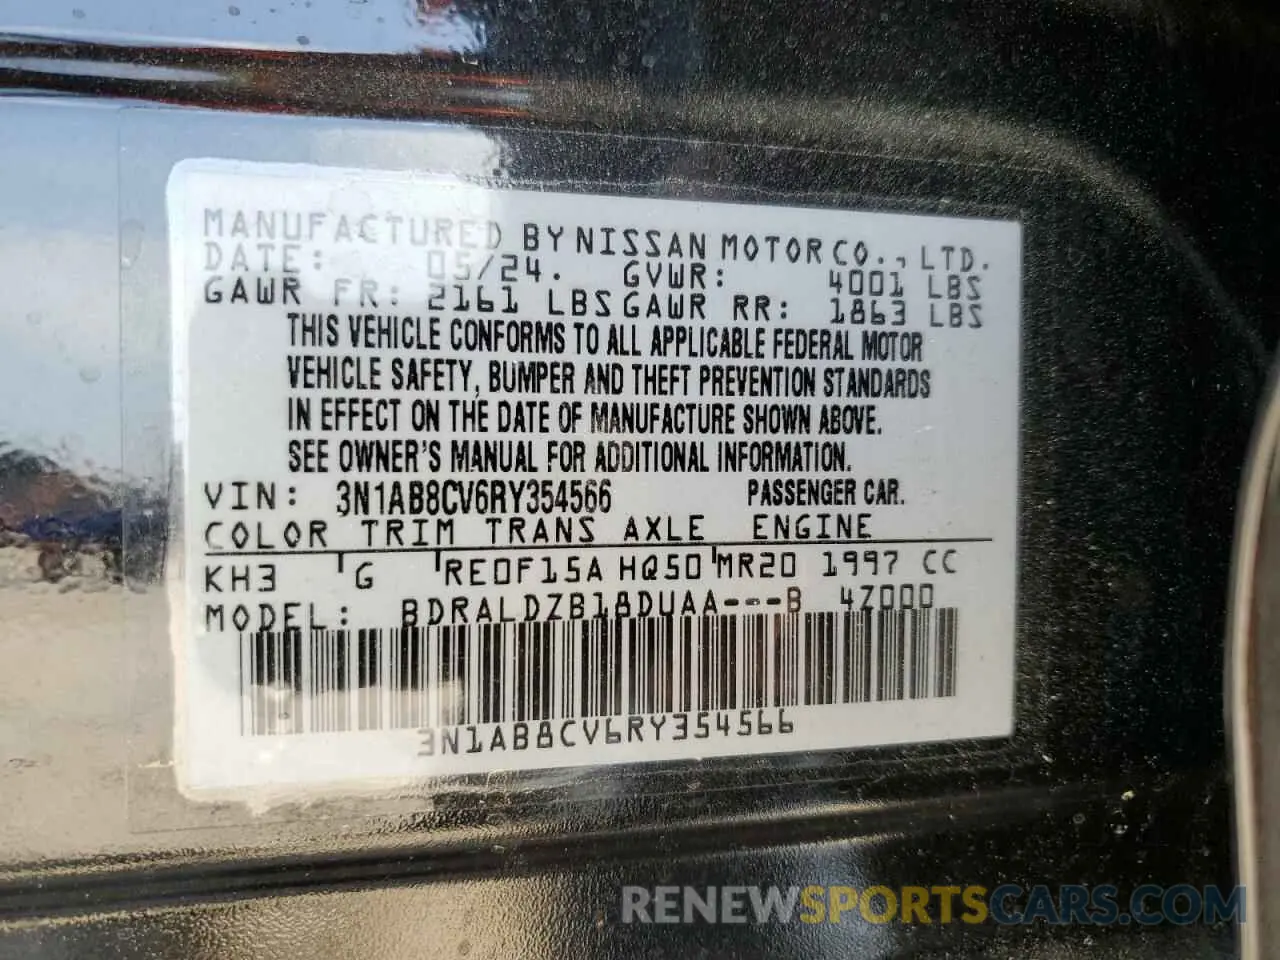 MANUFACTURED BY NISSAN MOTOR CO., LTD.
DATE: 05/24. GVWR: 4001 LBS
GAWR FR: 2161 LBS GAWR RR: 1863 LBS
THIS VEHICLE CONFORMS TO ALL APPLICABLE FEDERAL MOTOR
VEHICLE SAFETY, BUMPER AND THEFT PREVENTION STANDARDS
IN EFFECT ON THE DATE OF MANUFACTURE SHOWN ABOVE.
SEE OWNER'S MANUAL FOR ADDITIONAL INFORMATION.
VIN: 3N1AB8CV6RY354566 PASSENGER CAR.
COLOR TRIM TRANS AXLE ENGINE
KH3 G RE0F15A HQ50 MR20 1997 CC
MODEL: BDRALDZB18DUAA---B 4Z000
3N1AB8CV6RY354566
RENEWSPORTSCARS.COM